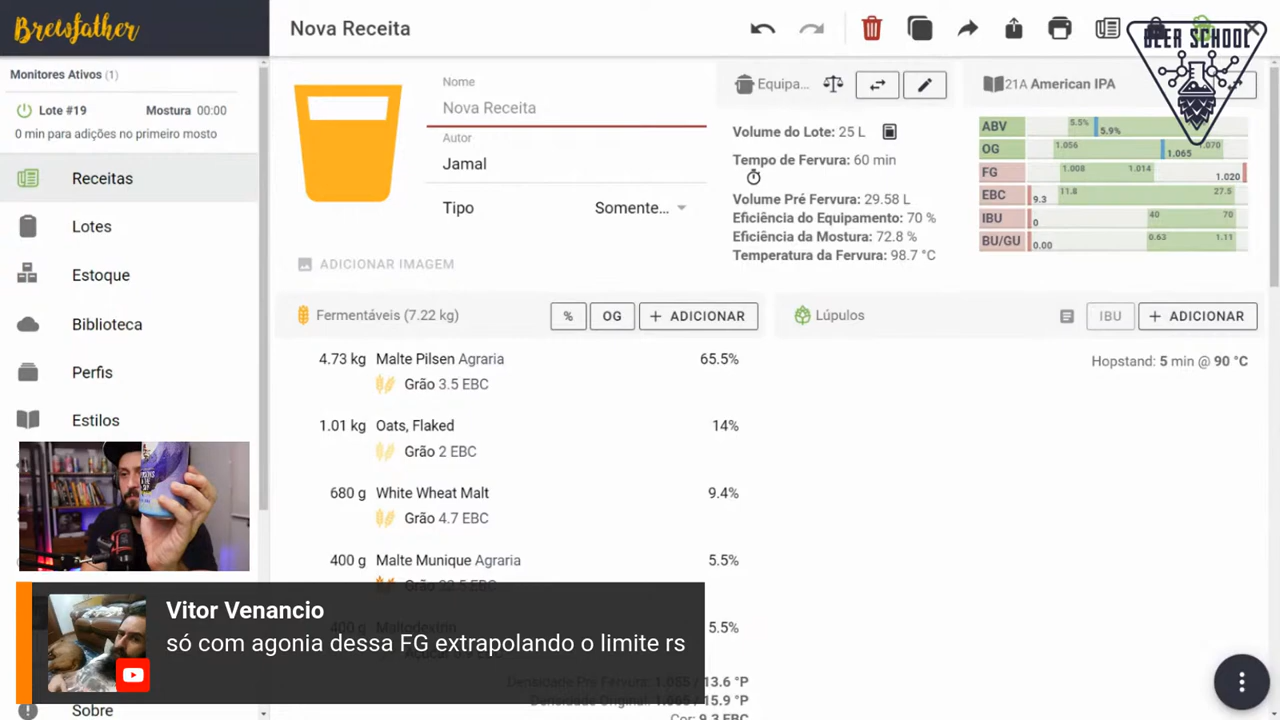 Brewfather
Nova Receita
BEER SCHOOL
Monitores Ativos (1)
Lote #19
Mostura 00:00
0 min para adições no primeiro mosto
Receitas
Lotes
Estoque
Biblioteca
Perfis
Estilos
Sobre
Nome
Nova Receita
Autor
Jamal
Tipo
Somente...
ADICIONAR IMAGEM
Equipa...
Volume do Lote: 25 L
Tempo de Fervura: 60 min
Volume Pré Fervura: 29.58 L
Eficiência do Equipamento: 70 %
Eficiência da Mostura: 72.8 %
Temperatura da Fervura: 98.7 °C
21A American IPA
ABV 5.5% 5.9%
OG 1.056 1.070 1.065
FG 1.008 1.014 1.020
EBC 9.3 11.8 27.5
IBU 0 40 70
BU/GU 0.00 0.63 1.11
Fermentáveis (7.22 kg)
%
OG
+ ADICIONAR
4.73 kg Malte Pilsen Agraria 65.5%
Grão 3.5 EBC
1.01 kg Oats, Flaked 14%
Grão 2 EBC
680 g White Wheat Malt 9.4%
Grão 4.7 EBC
400 g Malte Munique Agraria 5.5%
400 g Maltodextrin 5.5%
Densidade Pré Fervura: 1.055 / 13.6 °P
Densidade Original: 1.065 / 15.9 °P
Cor: 9.3 EBC
Lúpulos
IBU
+ ADICIONAR
Hopstand: 5 min @ 90 °C
Vitor Venancio
só com agonia dessa FG extrapolando o limite rs